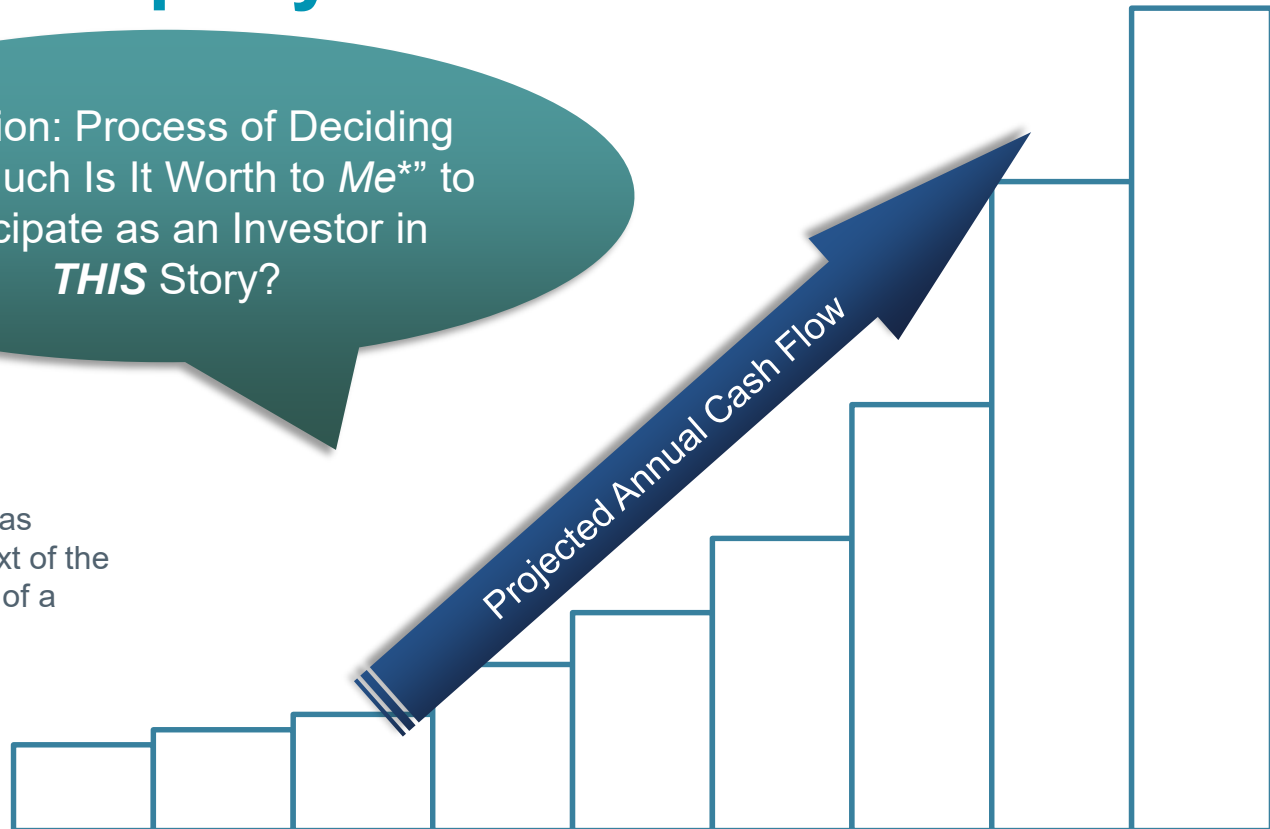 ion: Process of Deciding
uch Is It Worth to Me*” to
cipate as an Investor in
THIS Story?
Projected Annual Cash Flow
as
xt of the
of a